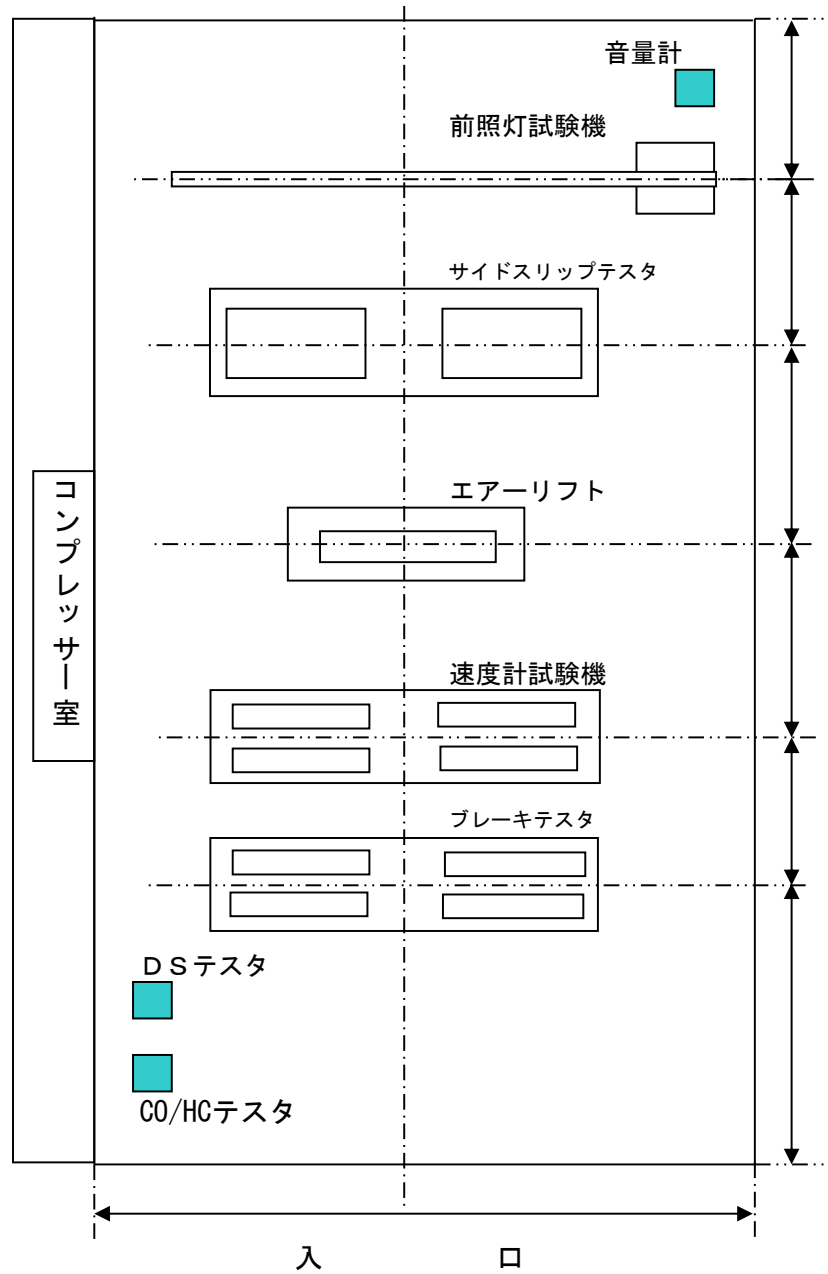 音量計
前照灯試験機
サイドスリップテスタ
エアーリフト
コンプレッサー室
速度計試験機
ブレーキテスタ
ＤＳテスタ
CO/HCテスタ
入口